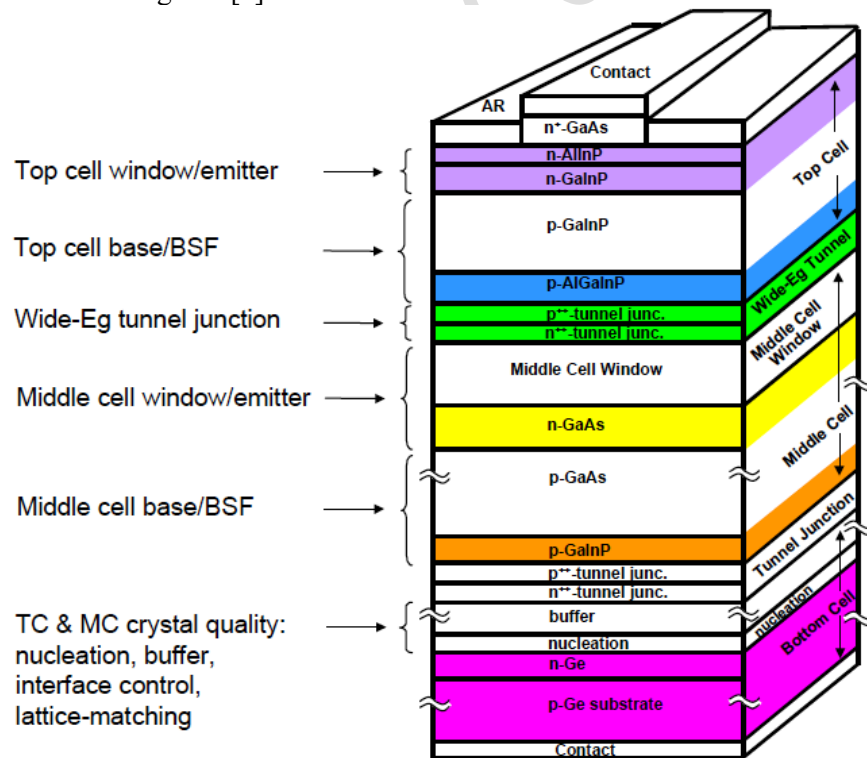 Contact
AR
n⁺-GaAs
n-AlInP
n-GaInP
p-GaInP
p-AlGaInP
p⁺⁺-tunnel junc.
n⁺⁺-tunnel junc.
Middle Cell Window
n-GaAs
p-GaAs
p-GaInP
p⁺⁺-tunnel junc.
n⁺⁺-tunnel junc.
buffer
nucleation
n-Ge
p-Ge substrate
Contact
Top cell window/emitter
Top cell base/BSF
Wide-Eg tunnel junction
Middle cell window/emitter
Middle cell base/BSF
TC & MC crystal quality:
nucleation, buffer,
interface control,
lattice-matching
Top Cell
Wide-Eg Tunnel
Middle Cell
Window
Middle Cell
Tunnel Junction
nucleation
Bottom Cell